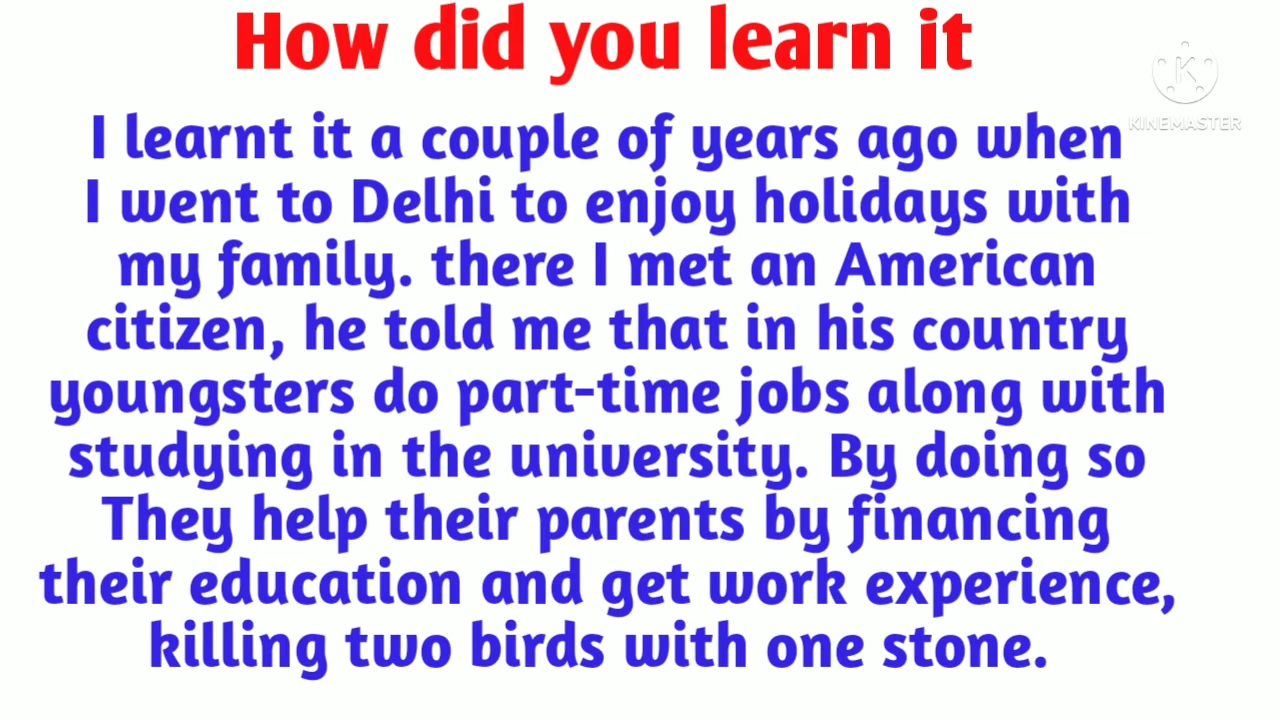 How did you learn it
KINEMASTER
I learnt it a couple of years ago when
I went to Delhi to enjoy holidays with
my family. there I met an American
citizen, he told me that in his country
youngsters do part-time jobs along with
studying in the university. By doing so
They help their parents by financing
their education and get work experience,
killing two birds with one stone.